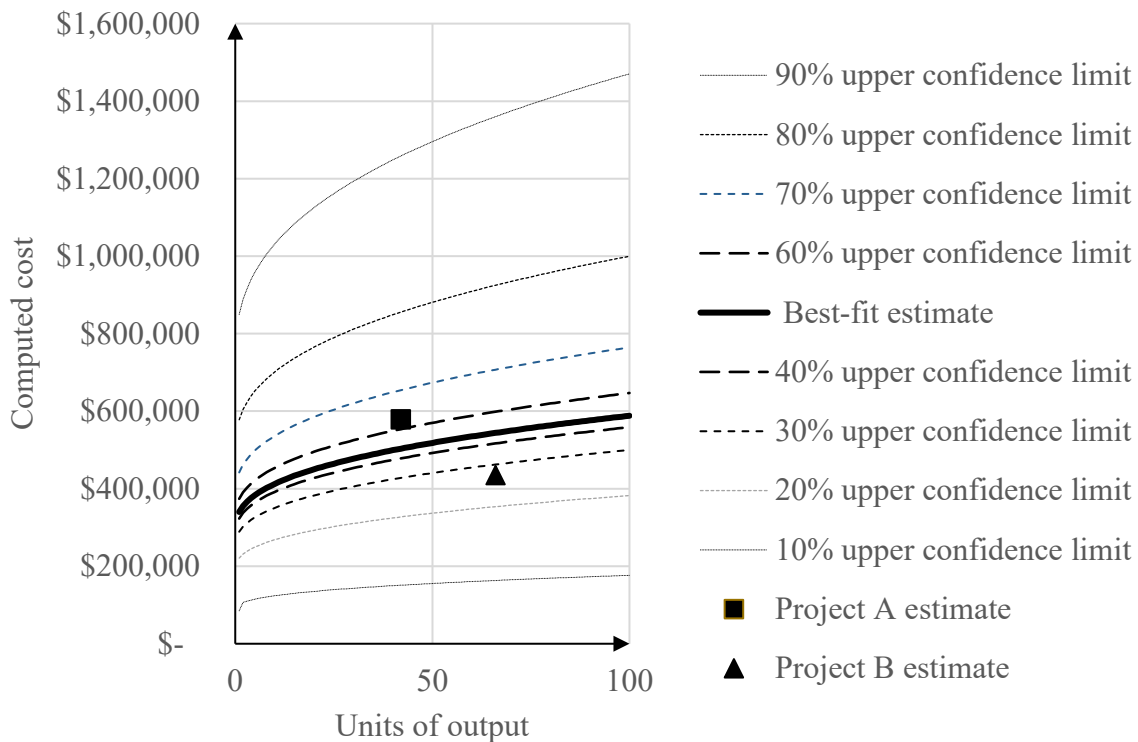 $1,600,000
$1,400,000
$1,200,000
$1,000,000
$800,000
$600,000
$400,000
$200,000
$-
Computed cost
0
50
100
Units of output
90% upper confidence limit
80% upper confidence limit
70% upper confidence limit
60% upper confidence limit
Best-fit estimate
40% upper confidence limit
30% upper confidence limit
20% upper confidence limit
10% upper confidence limit
Project A estimate
Project B estimate